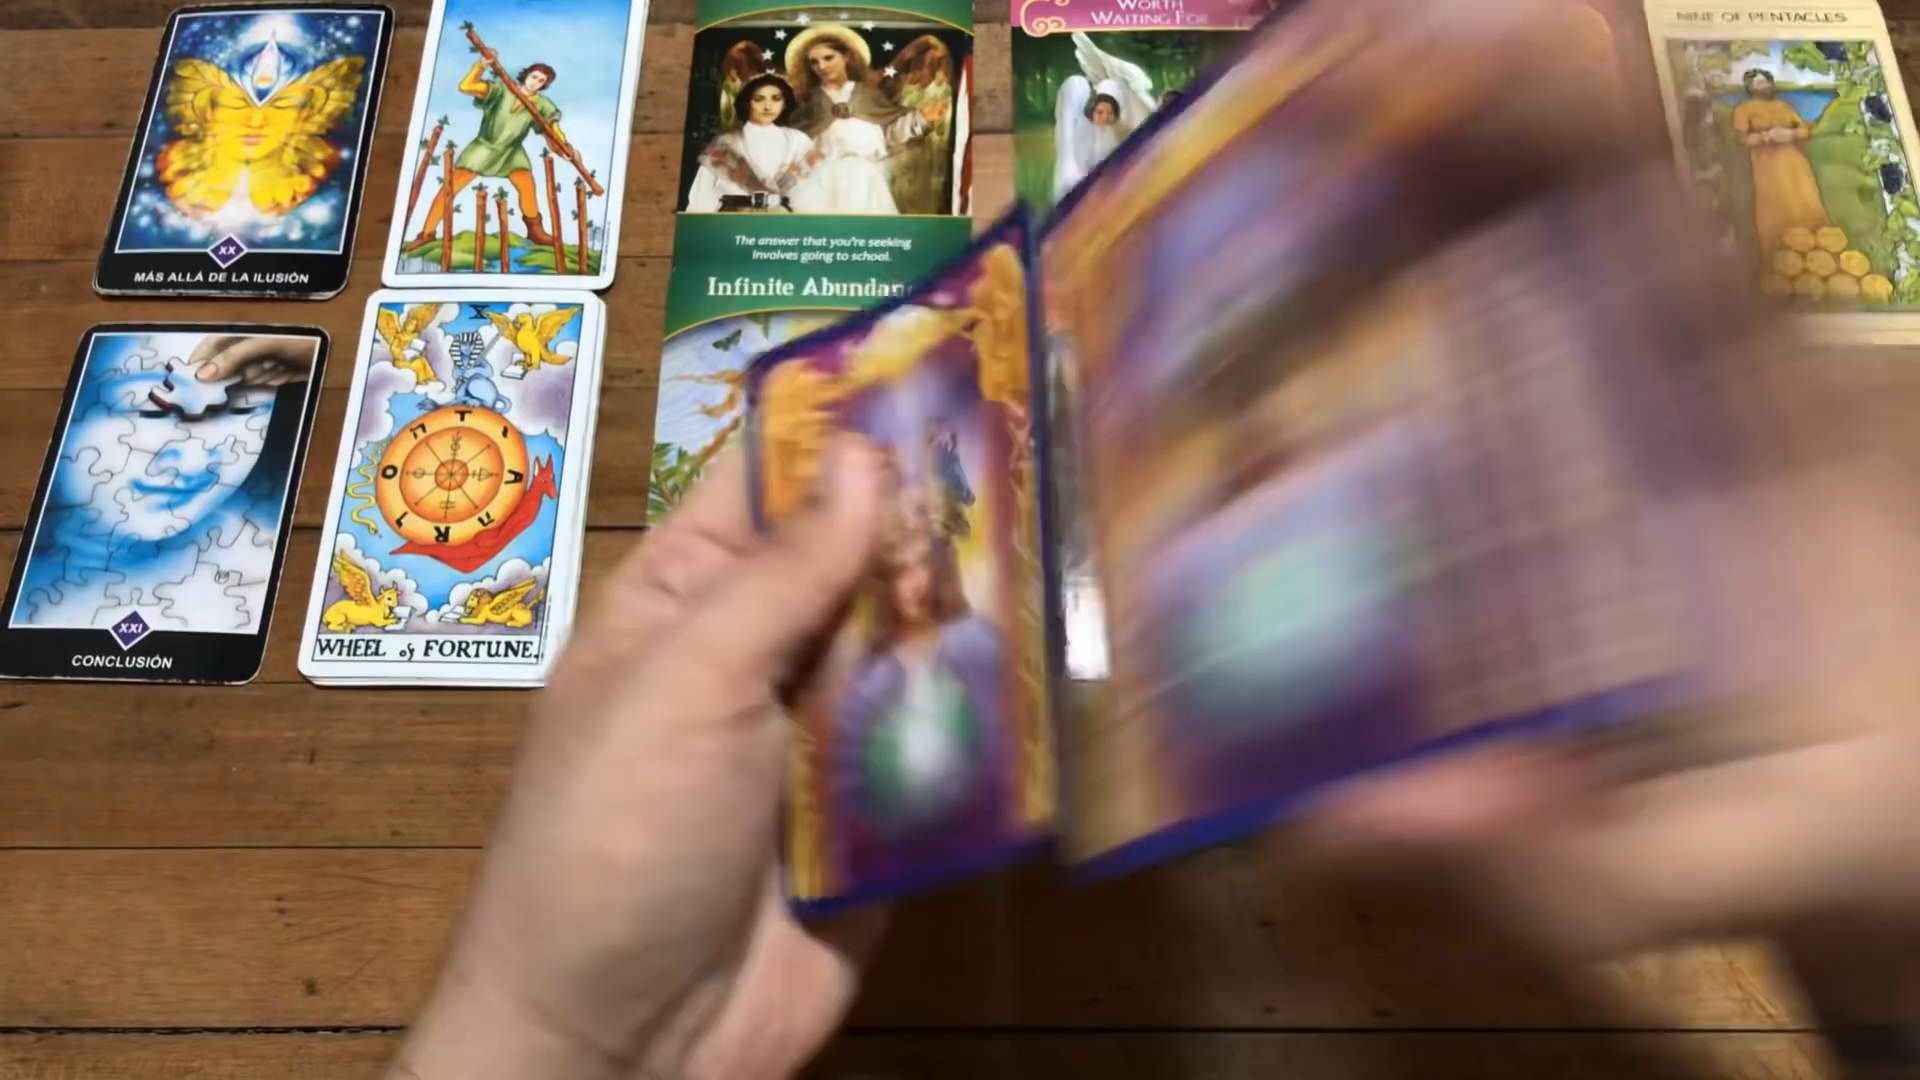 XX
MÁS ALLÁ DE LA ILUSIÓN
XXI
CONCLUSIÓN
X
T
A
R
O
WHEEL of FORTUNE.
The answer that you're seeking
involves going to school.
Infinite Abundan
WORTH
WAITING FOR
NINE OF PENTACLES